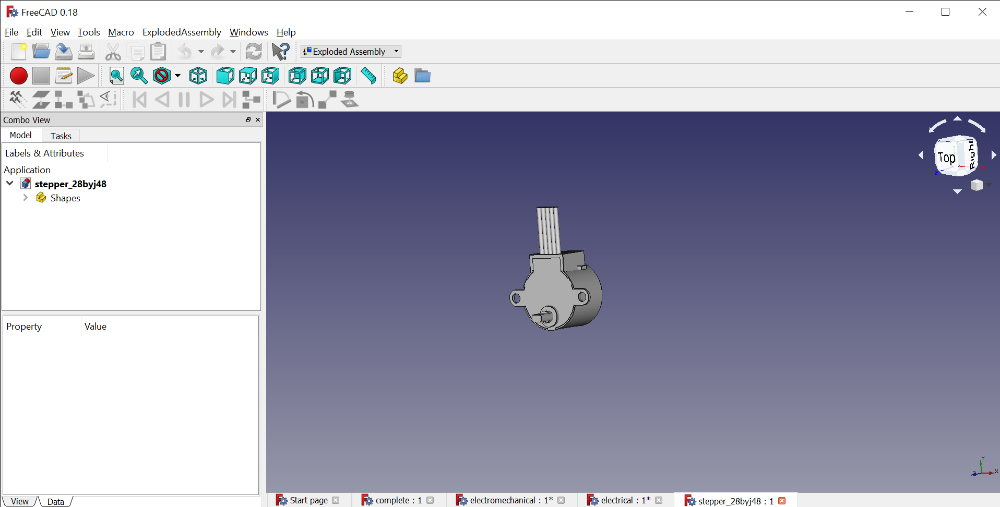 FreeCAD 0.18
File Edit View Tools Macro ExplodedAssembly Windows Help
Exploded Assembly
Combo View
Model Tasks
Labels & Attributes
Application
stepper_28byj48
Shapes
Property Value
View Data
Top Right
Z X
Y
Z X
Start page complete : 1 electromechanical : 1* electrical : 1* stepper_28byj48 : 1